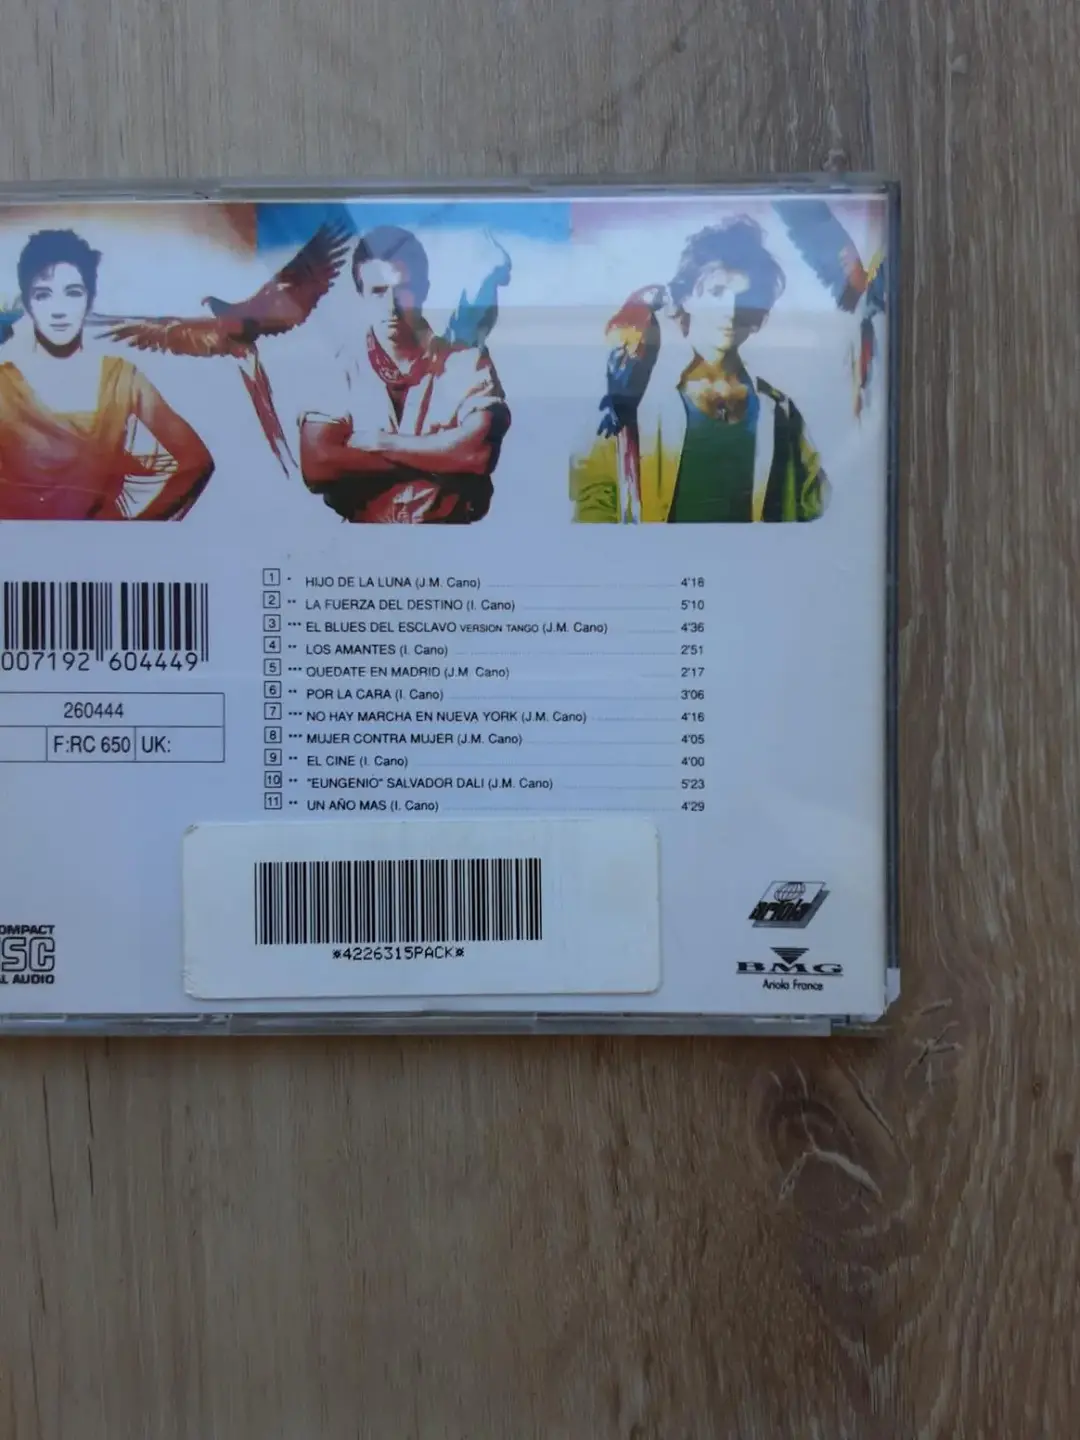 1 * HIJO DE LA LUNA (J.M. Cano) 4'18
2 ** LA FUERZA DEL DESTINO (I. Cano) 5'10
3 *** EL BLUES DEL ESCLAVO VERSION TANGO (J.M. Cano) 4'36
4 ** LOS AMANTES (I. Cano) 2'51
5 *** QUEDATE EN MADRID (J.M. Cano) 2'17
6 ** POR LA CARA (I. Cano) 3'06
7 *** NO HAY MARCHA EN NUEVA YORK (J.M. Cano) 4'16
8 *** MUJER CONTRA MUJER (J.M. Cano) 4'05
9 ** EL CINE (I. Cano) 4'00
10 ** "EUNGENIO" SALVADOR DALI (J.M. Cano) 5'23
11 ** UN AÑO MAS (I. Cano) 4'29
007192 604449
260444
F:RC 650 UK:
*4226315PACK*
OMPACT
ISC
L AUDIO
ariola
BMG
Ariola France